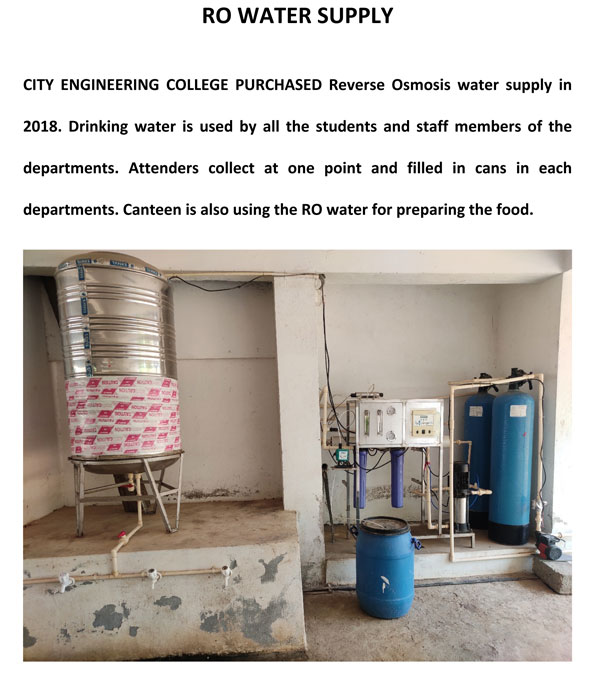 RO WATER SUPPLY
CITY ENGINEERING COLLEGE PURCHASED Reverse Osmosis water supply in
2018. Drinking water is used by all the students and staff members of the
departments. Attenders collect at one point and filled in cans in each
departments. Canteen is also using the RO water for preparing the food.